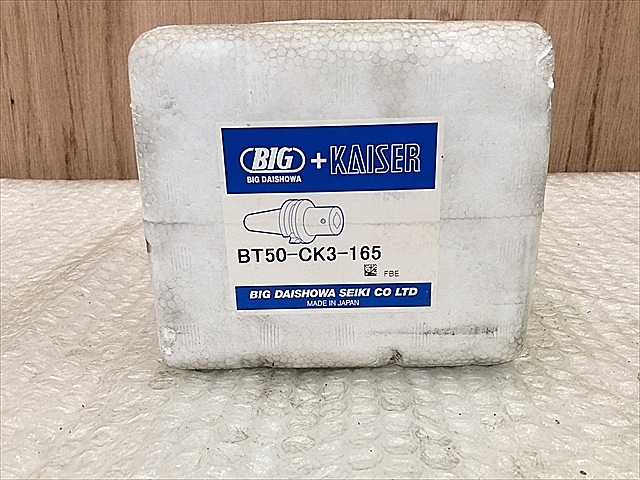 BIG + KAISER
BIG DAISHOWA
BT50-CK3-165
FBE
BIG DAISHOWA SEIKI CO LTD
MADE IN JAPAN